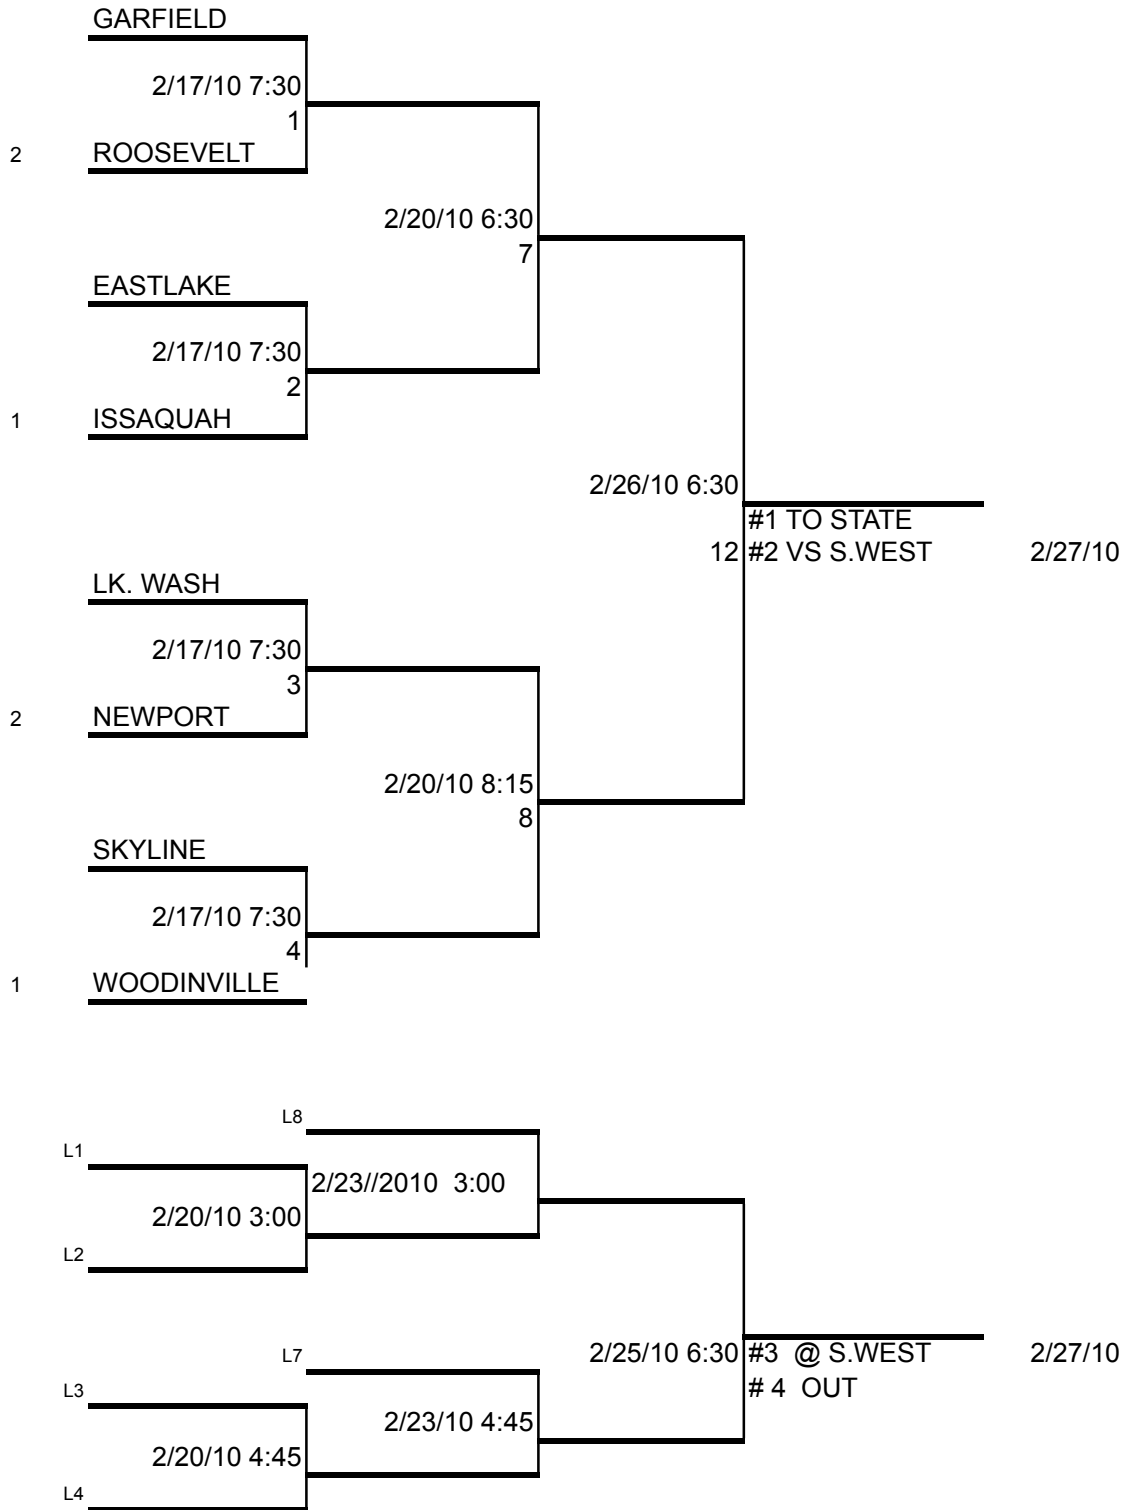 GARFIELD
2/17/10 7:30
1
2 ROOSEVELT
2/20/10 6:30
7
EASTLAKE
2/17/10 7:30
2
1 ISSAQUAH
2/26/10 6:30
#1 TO STATE
12 #2 VS S.WEST 2/27/10
LK. WASH
2/17/10 7:30
3
2 NEWPORT
2/20/10 8:15
8
SKYLINE
2/17/10 7:30
4
1 WOODINVILLE
L8
L1
2/23//2010 3:00
2/20/10 3:00
L2
L7
2/25/10 6:30 #3 @ S.WEST 2/27/10
# 4 OUT
L3
2/23/10 4:45
2/20/10 4:45
L4